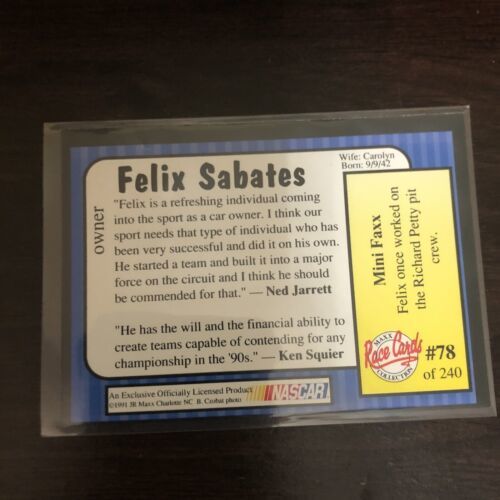 owner
Felix Sabates
Wife: Carolyn
Born: 9/9/42
"Felix is a refreshing individual coming
into the sport as a car owner. I think our
sport needs that type of individual who has
been very successful and did it on his own.
He started a team and built it into a major
force on the circuit and I think he should
be commended for that." — Ned Jarrett
"He has the will and the financial ability to
create teams capable of contending for any
championship in the '90s." — Ken Squier
An Exclusive Officially Licensed Product
©1991 JR Maxx Charlotte NC B. Crobat photo
NASCAR
Mini Faxx
Felix once worked on
the Richard Petty pit
crew.
MAXX
Race Cards
COLLECTION
#78
of 240